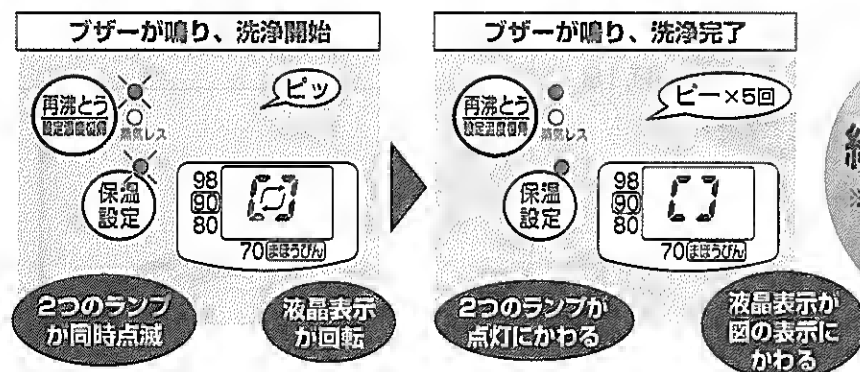 ブザーが鳴り、洗浄開始
再沸とう
設定温度復帰
蒸気レス
ピッ
保温
設定
98
90
80
70 まほうびん
2つのランプ
が同時点滅
液晶表示
が回転
ブザーが鳴り、洗浄完了
再沸とう
設定温度復帰
蒸気レス
ピー×5回
保温
設定
98
90
80
70 まほうびん
2つのランプが
点灯にかわる
液晶表示が
図の表示に
かわる
※